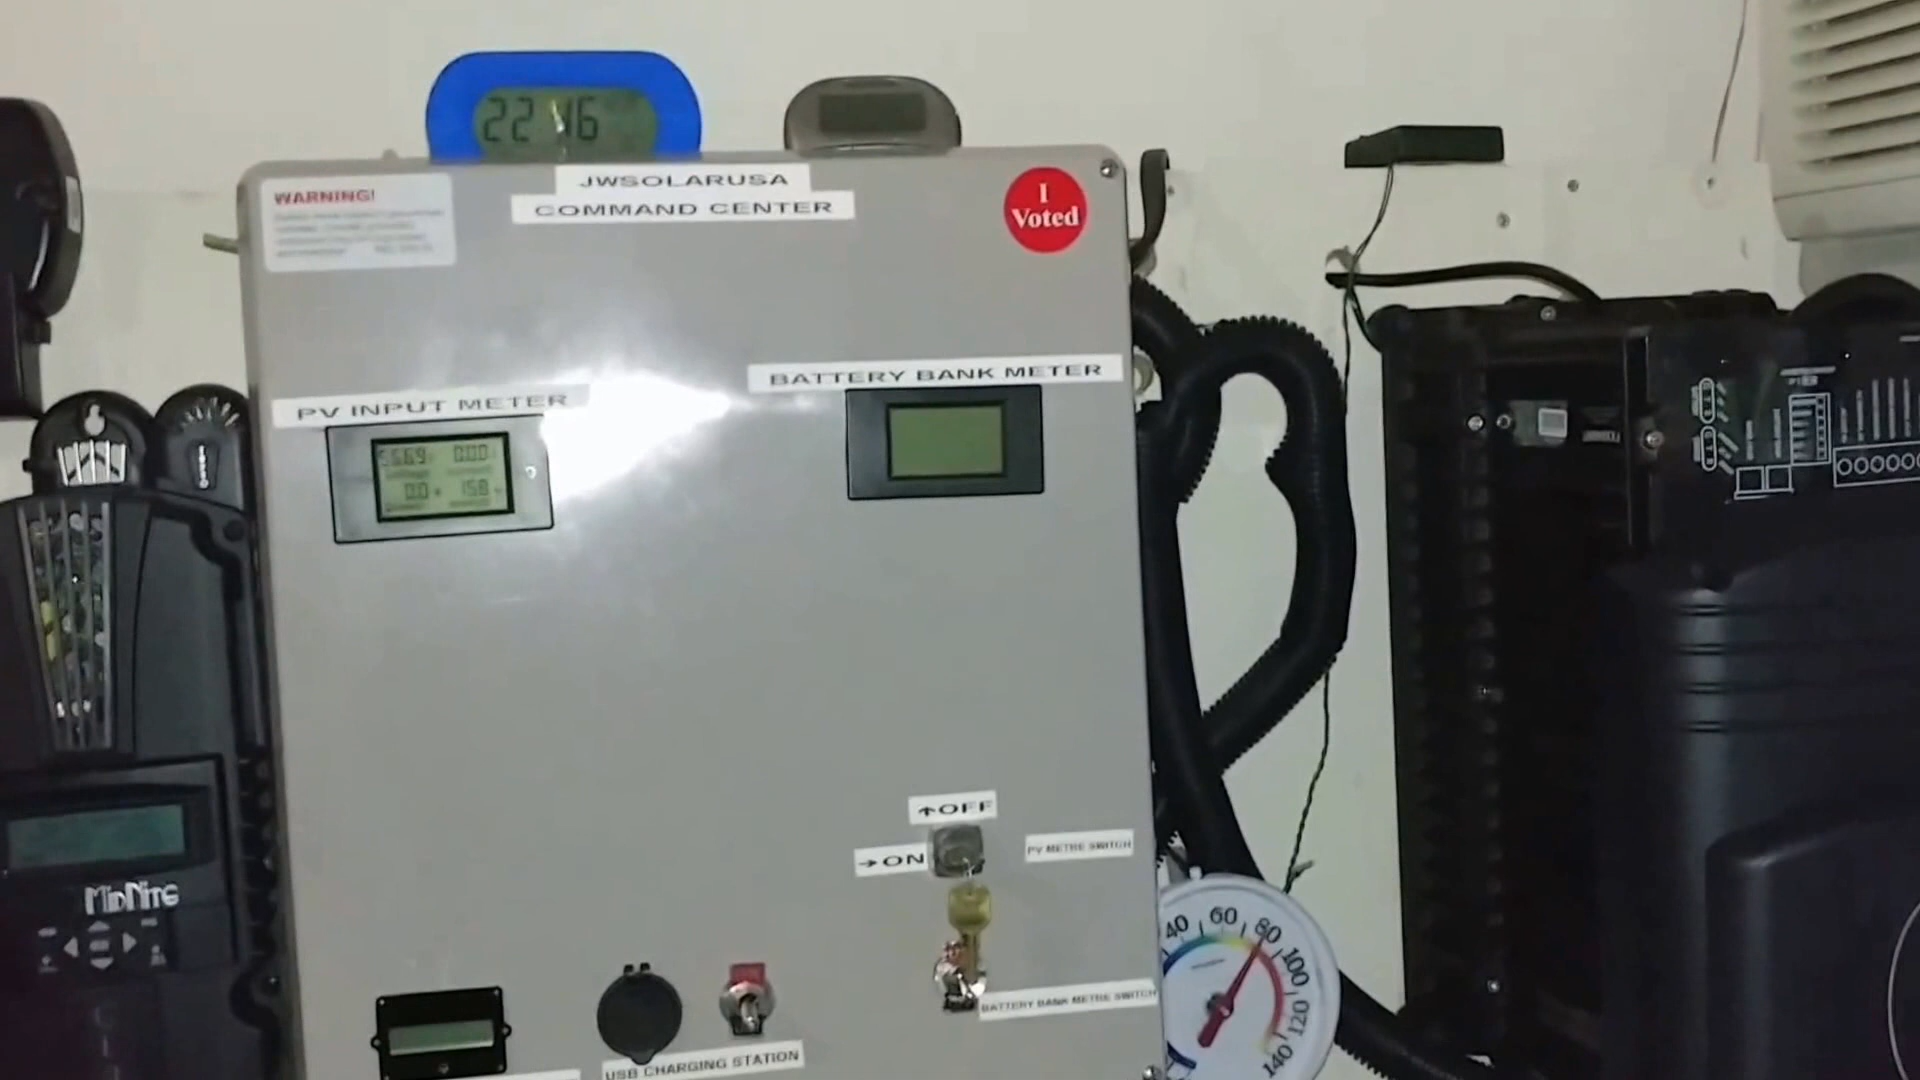 22 16
JWSOLARUSA
COMMAND CENTER
WARNING!
I
Voted
BATTERY BANK METER
PV INPUT METER
↑OFF
→ON
PV METRE SWITCH
MIDNITE
BATTERY BANK METRE SWITCH
USB CHARGING STATION
40 60 80 100 120 140